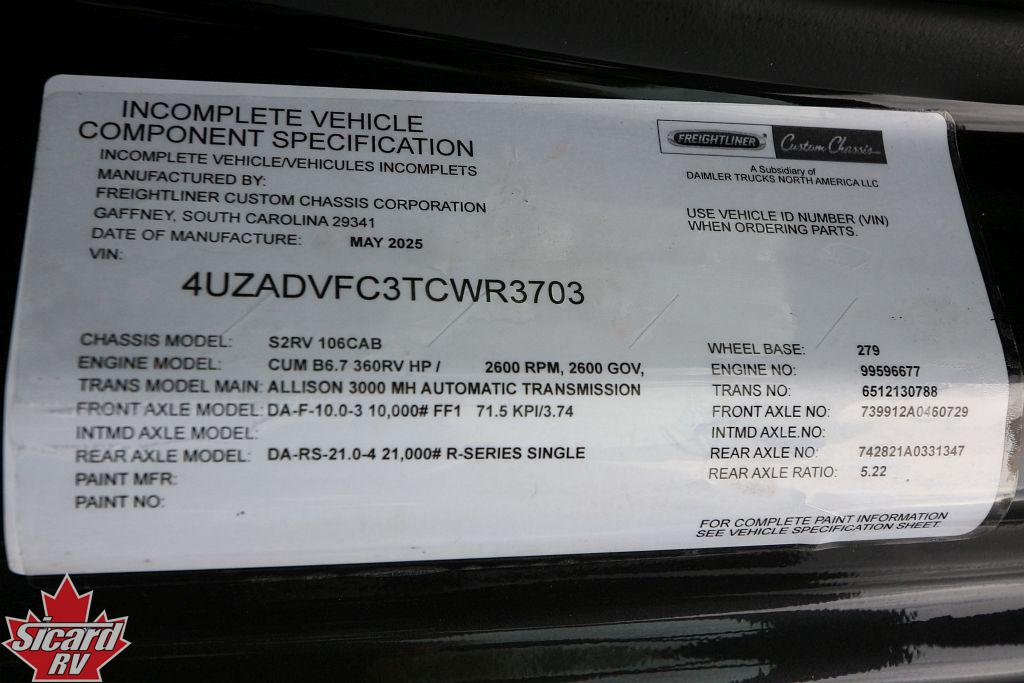 INCOMPLETE VEHICLE
COMPONENT SPECIFICATION
INCOMPLETE VEHICLE/VEHICULES INCOMPLETS
MANUFACTURED BY:
FREIGHTLINER CUSTOM CHASSIS CORPORATION
GAFFNEY, SOUTH CAROLINA 29341
DATE OF MANUFACTURE: MAY 2025
VIN:
4UZADVFC3TCWR3703
FREIGHTLINER Custom Chassis
A Subsidiary of
DAIMLER TRUCKS NORTH AMERICA LLC
USE VEHICLE ID NUMBER (VIN)
WHEN ORDERING PARTS.
CHASSIS MODEL: S2RV 106CAB
ENGINE MODEL: CUM B6.7 360RV HP / 2600 RPM, 2600 GOV,
TRANS MODEL MAIN: ALLISON 3000 MH AUTOMATIC TRANSMISSION
FRONT AXLE MODEL: DA-F-10.0-3 10,000# FF1 71.5 KPI/3.74
INTMD AXLE MODEL:
REAR AXLE MODEL: DA-RS-21.0-4 21,000# R-SERIES SINGLE
PAINT MFR:
PAINT NO:
WHEEL BASE: 279
ENGINE NO: 99596677
TRANS NO: 6512130788
FRONT AXLE NO: 739912A0460729
INTMD AXLE.NO:
REAR AXLE NO: 742821A0331347
REAR AXLE RATIO: 5.22
FOR COMPLETE PAINT INFORMATION
SEE VEHICLE SPECIFICATION SHEET.
Sicard
RV